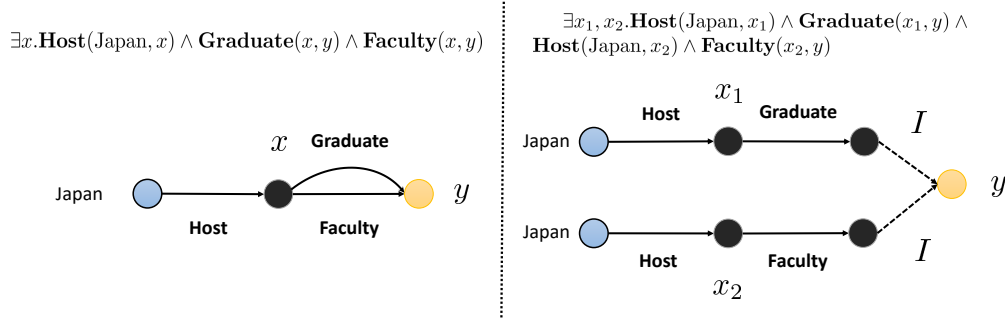 ∃x.Host(Japan, x) ∧ Graduate(x, y) ∧ Faculty(x, y)
x
Graduate
Japan
y
Host
Faculty
∃x₁, x₂.Host(Japan, x₁) ∧ Graduate(x₁, y) ∧
Host(Japan, x₂) ∧ Faculty(x₂, y)
x₁
Host
Graduate
I
Japan
y
Japan
Host
Faculty
I
x₂